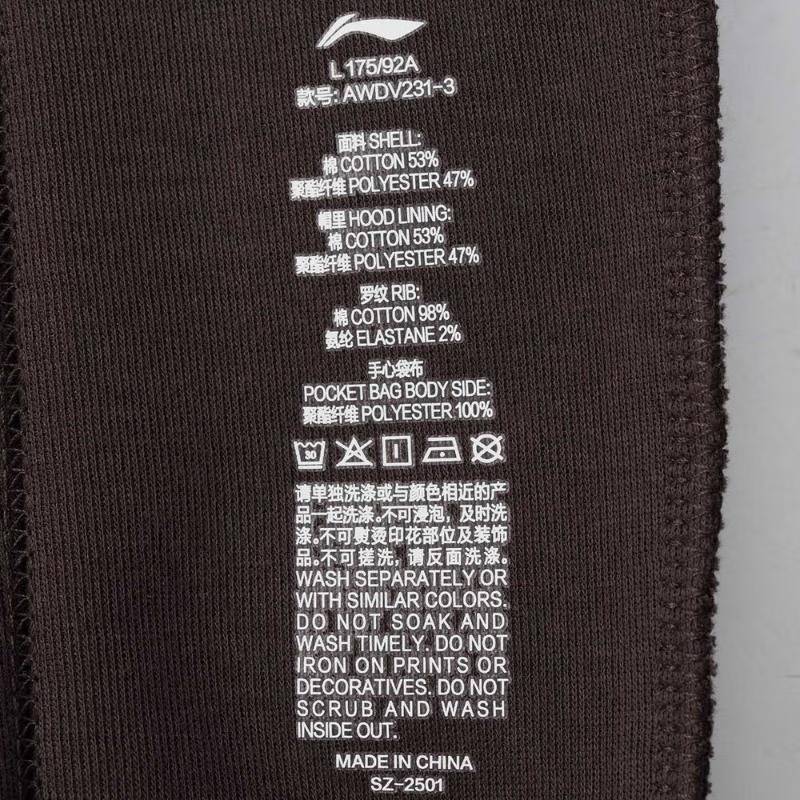 L 175/92A
款号: AWDV231-3
面料 SHELL:
棉 COTTON 53%
聚酯纤维 POLYESTER 47%
帽里 HOOD LINING:
棉 COTTON 53%
聚酯纤维 POLYESTER 47%
罗纹 RIB:
棉 COTTON 98%
氨纶 ELASTANE 2%
手心袋布
POCKET BAG BODY SIDE:
聚酯纤维 POLYESTER 100%
30
请单独洗涤或与颜色相近的产
品一起洗涤。不可浸泡，及时洗
涤。不可熨烫印花部位及装饰
品。不可搓洗，请反面洗涤。
WASH SEPARATELY OR
WITH SIMILAR COLORS.
DO NOT SOAK AND
WASH TIMELY. DO NOT
IRON ON PRINTS OR
DECORATIVES. DO NOT
SCRUB AND WASH
INSIDE OUT.
MADE IN CHINA
SZ-2501